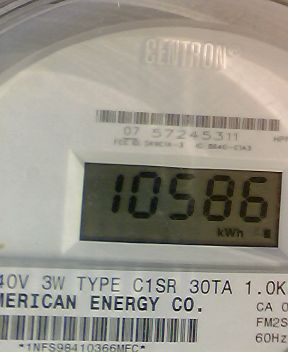 CENTRON®
07 57245311
10586
kWh
40V 3W TYPE C1SR 30TA 1.0K
MERICAN ENERGY CO.
CA 0
FM2S
60Hz
*1NFS98410366MEC*